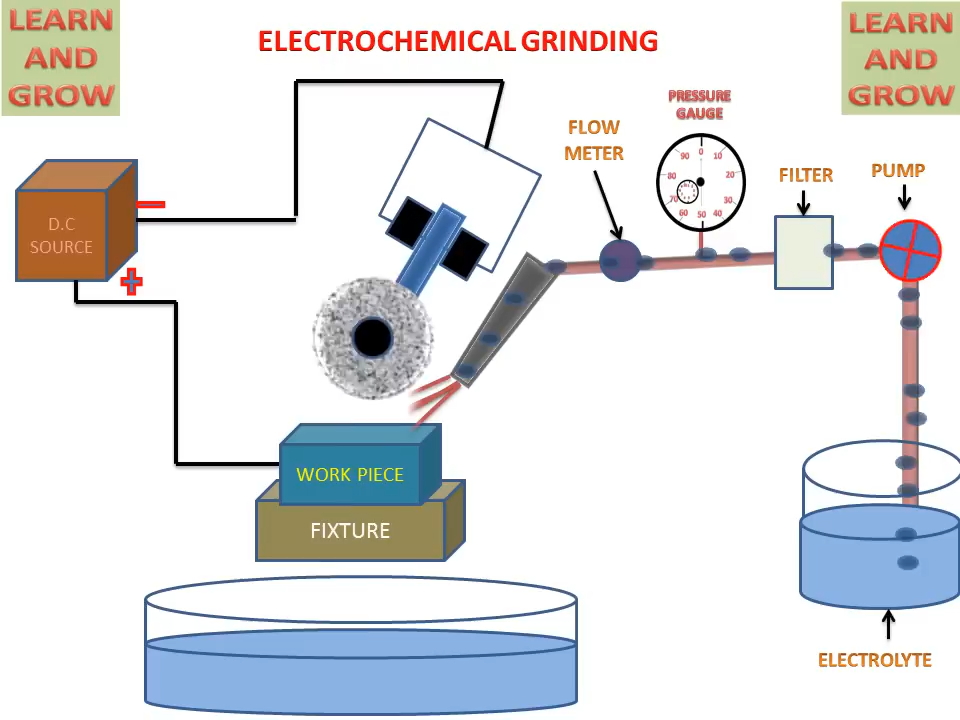 LEARN
AND
GROW
ELECTROCHEMICAL GRINDING
LEARN
AND
GROW
PRESSURE
GAUGE
FLOW
METER
FILTER
PUMP
90 0 10
80 20
70 30
60 50 40
D.C
SOURCE
WORK PIECE
FIXTURE
ELECTROLYTE